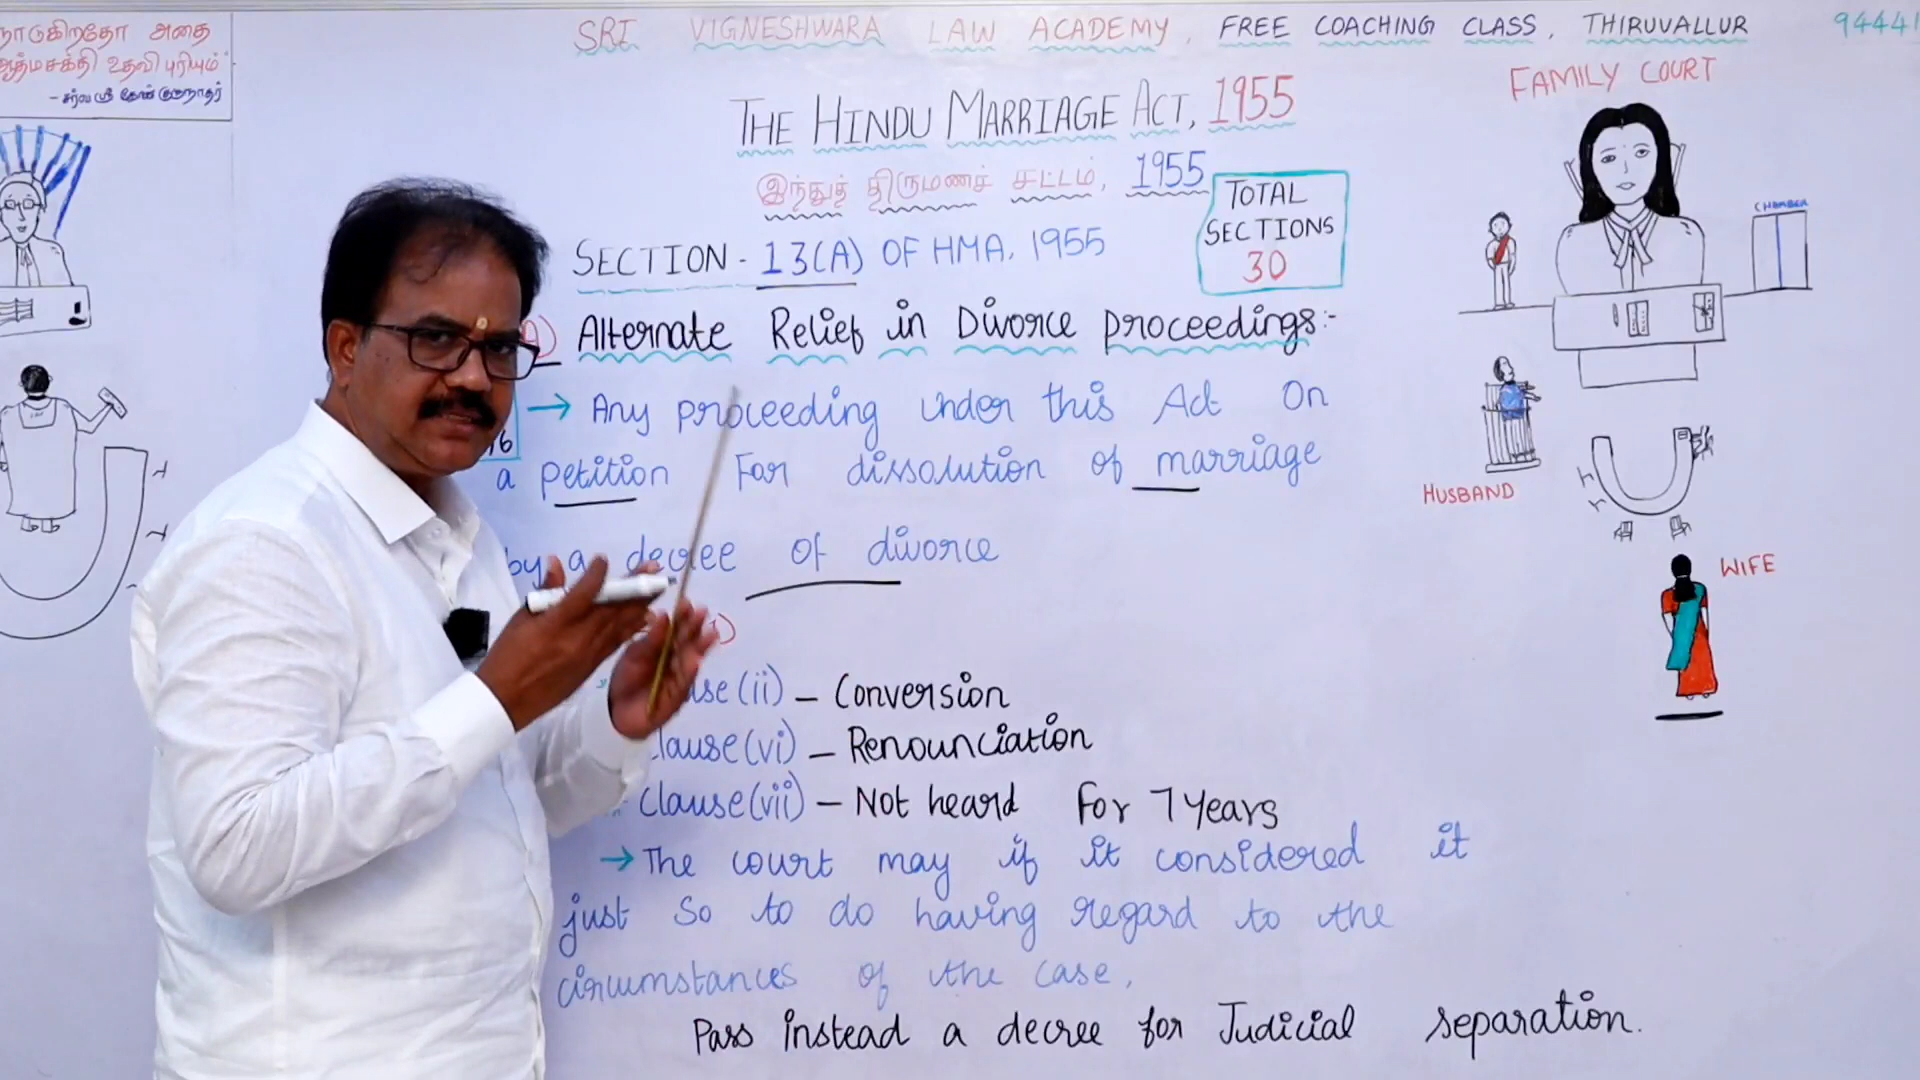 நாடுகிறதோ அதை
ஆத்மசக்தி உதவி புரியும்"
SRI VIGNESHWARA LAW ACADEMY, FREE COACHING CLASS, THIRUVALLUR 9444
FAMILY COURT
THE HINDU MARRIAGE ACT, 1955
இந்துத் திருமணச் சட்டம், 1955
TOTAL
SECTIONS
30
CHAMBER
SECTION - 13(A) OF HMA, 1955
A) Alternate Relief in Divorce proceedings:-
→ Any proceeding under this Act On
a petition For dissolution of marriage
by a decree of divorce
HUSBAND
WIFE
(ii) – Conversion
(vi) – Renounciation
Clause(vii) – Not heard For 7 Years
→ The court may if it considered it
just so to do having regard to the
circumstances of the case,
Pass instead a decree for Judicial separation.